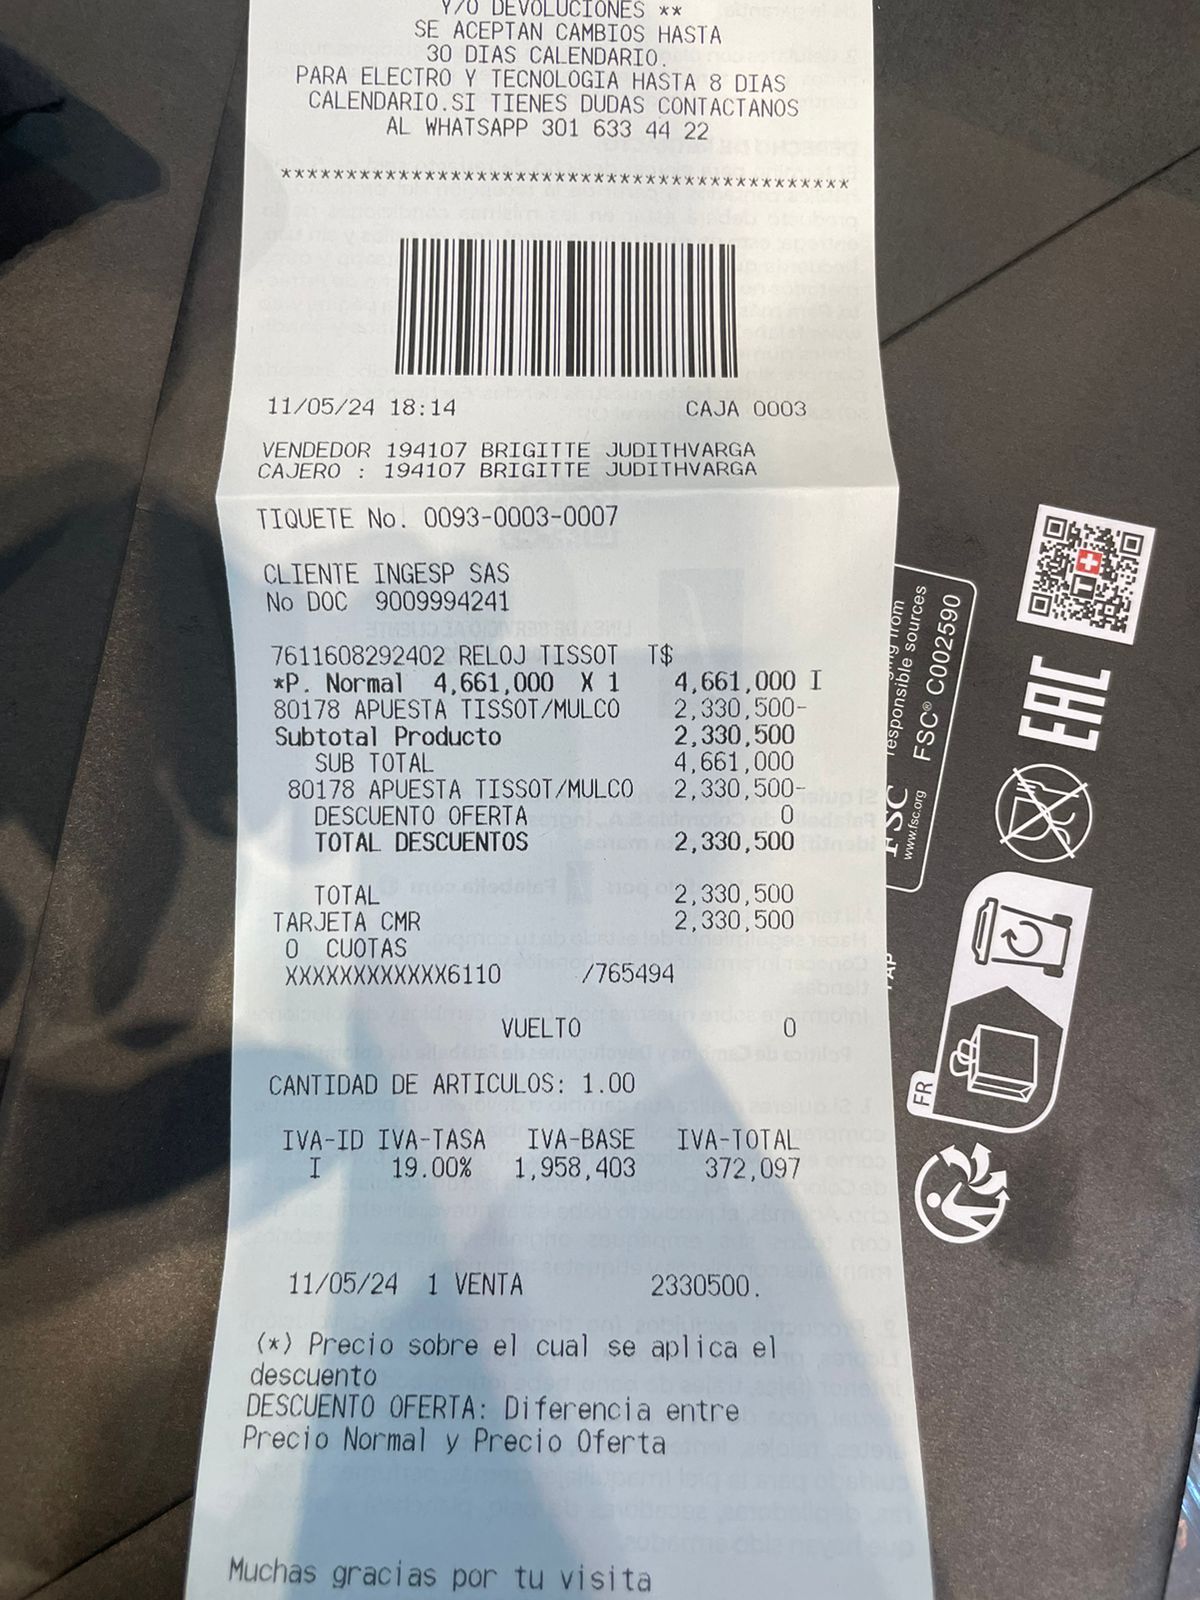 Y/O DEVOLUCIONES **
SE ACEPTAN CAMBIOS HASTA
30 DIAS CALENDARIO.
PARA ELECTRO Y TECNOLOGIA HASTA 8 DIAS
CALENDARIO.SI TIENES DUDAS CONTACTANOS
AL WHATSAPP 301 633 44 22
*******************************************
11/05/24 18:14 CAJA 0003
VENDEDOR 194107 BRIGITTE JUDITHVARGA
CAJERO : 194107 BRIGITTE JUDITHVARGA
TIQUETE No. 0093-0003-0007
CLIENTE INGESP SAS
No DOC 9009994241
7611608292402 RELOJ TISSOT T$
*P. Normal 4,661,000 X 1 4,661,000 I
80178 APUESTA TISSOT/MULCO 2,330,500-
Subtotal Producto 2,330,500
SUB TOTAL 4,661,000
80178 APUESTA TISSOT/MULCO 2,330,500-
DESCUENTO OFERTA 0
TOTAL DESCUENTOS 2,330,500
TOTAL 2,330,500
TARJETA CMR 2,330,500
0 CUOTAS
XXXXXXXXXXXX6110 /765494
VUELTO 0
CANTIDAD DE ARTICULOS: 1.00
IVA-ID IVA-TASA IVA-BASE IVA-TOTAL
I 19.00% 1,958,403 372,097
11/05/24 1 VENTA 2330500.
(*) Precio sobre el cual se aplica el
descuento
DESCUENTO OFERTA: Diferencia entre
Precio Normal y Precio Oferta
Muchas gracias por tu visita
from
responsible sources
FSC® C002590
FSC
www.fsc.org
EAC
FR